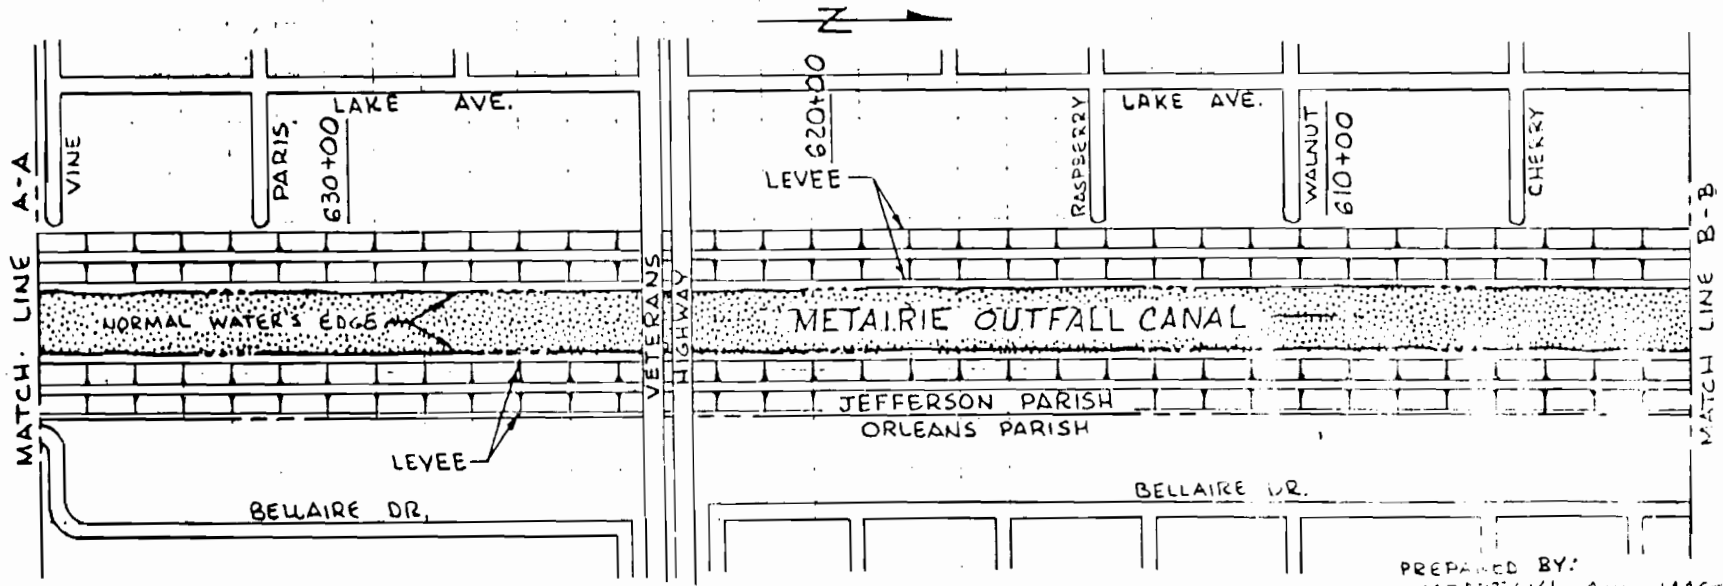 Z
LAKE AVE.
LAKE AVE.
VINE
PARIS.
630+00
620+00
RASPBERRY
WALNUT
610+00
CHERRY
LEVEE
MATCH LINE A-A
MATCH LINE B-B
VETERANS
HIGHWAY
NORMAL WATER'S EDGE
METAIRIE OUTFALL CANAL
JEFFERSON PARISH
ORLEANS PARISH
LEVEE
BELLAIRE DR.
BELLAIRE DR.
PREPARED BY: